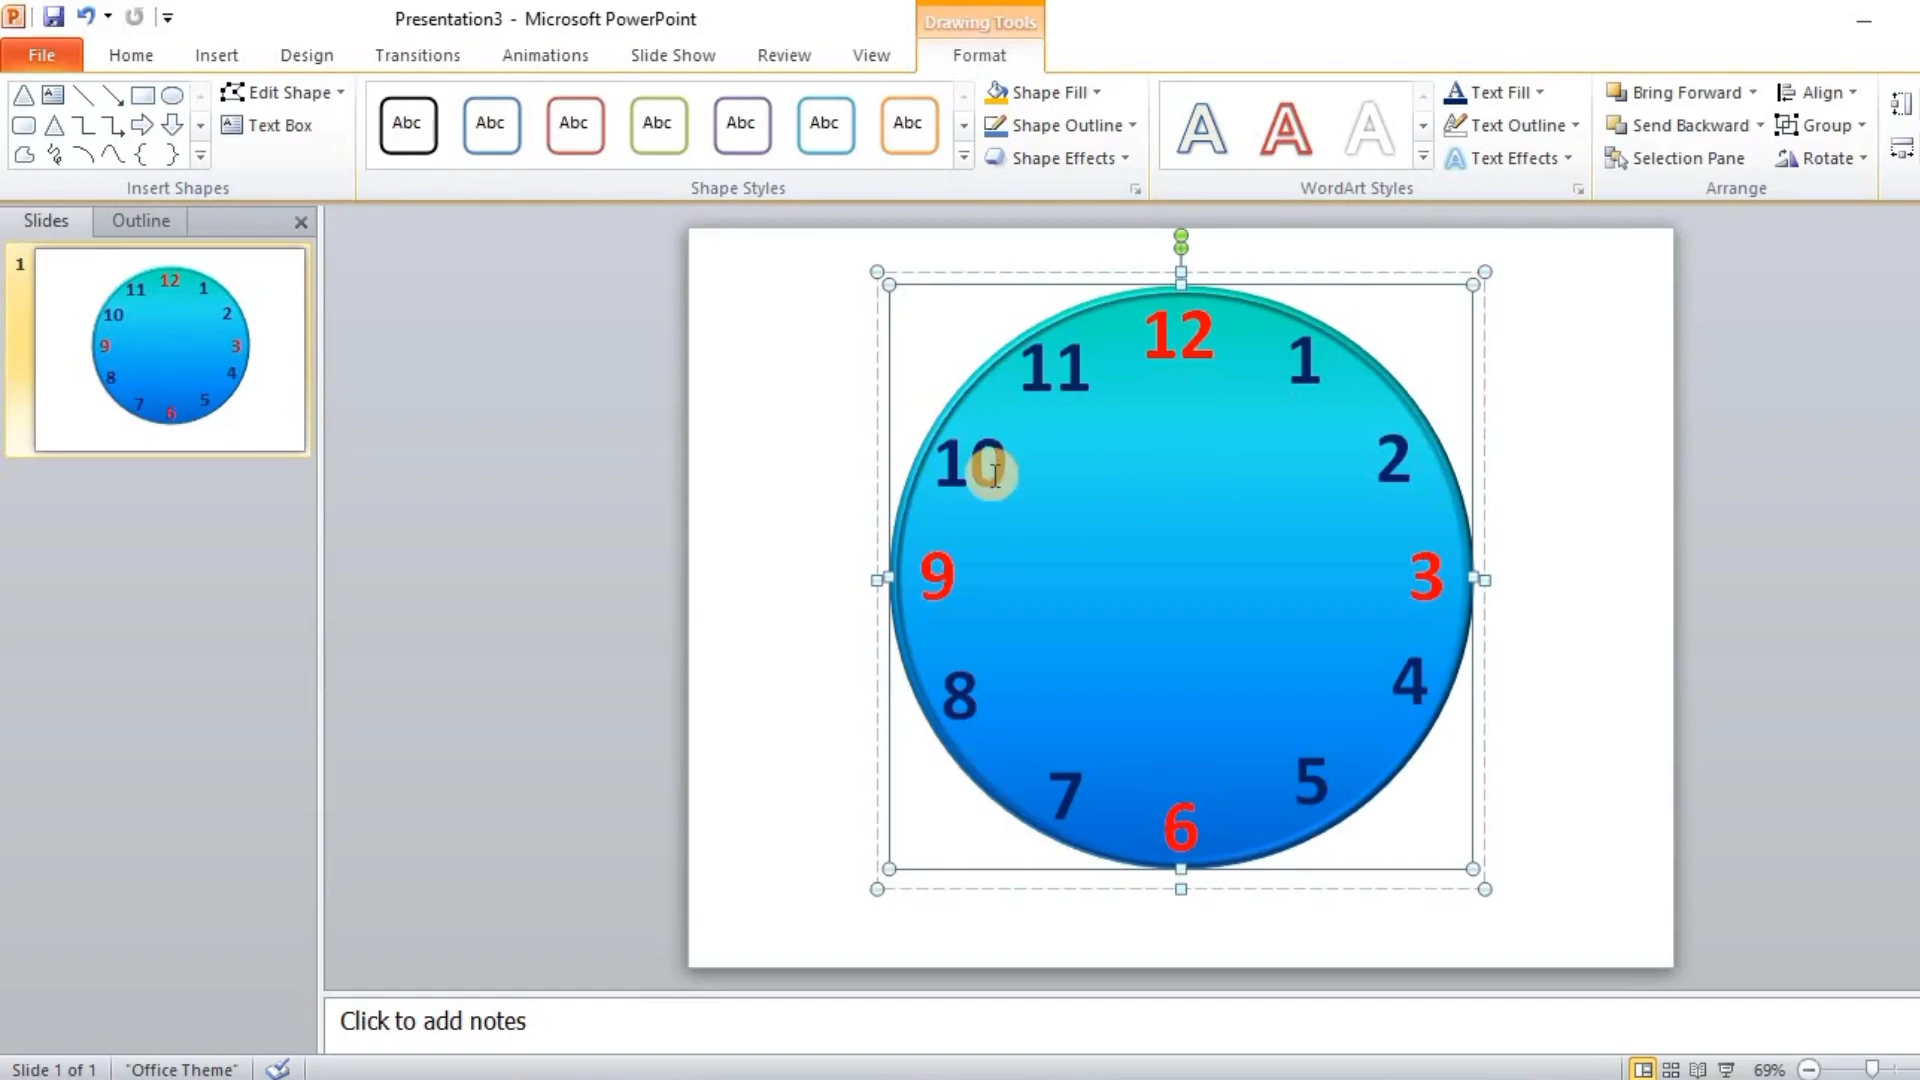 Presentation3 - Microsoft PowerPoint
Drawing Tools
File Home Insert Design Transitions Animations Slide Show Review View Format
Edit Shape
Text Box
Insert Shapes
Abc Abc Abc Abc Abc Abc Abc
Shape Styles
Shape Fill
Shape Outline
Shape Effects
A A A
WordArt Styles
Text Fill
Text Outline
Text Effects
Bring Forward
Send Backward
Selection Pane
Align
Group
Rotate
Arrange
Slides Outline
1
12
11 1
10 2
9 3
8 4
7 5
6
12
11 1
10 2
9 3
8 4
7 5
6
Click to add notes
Slide 1 of 1 "Office Theme" 69%